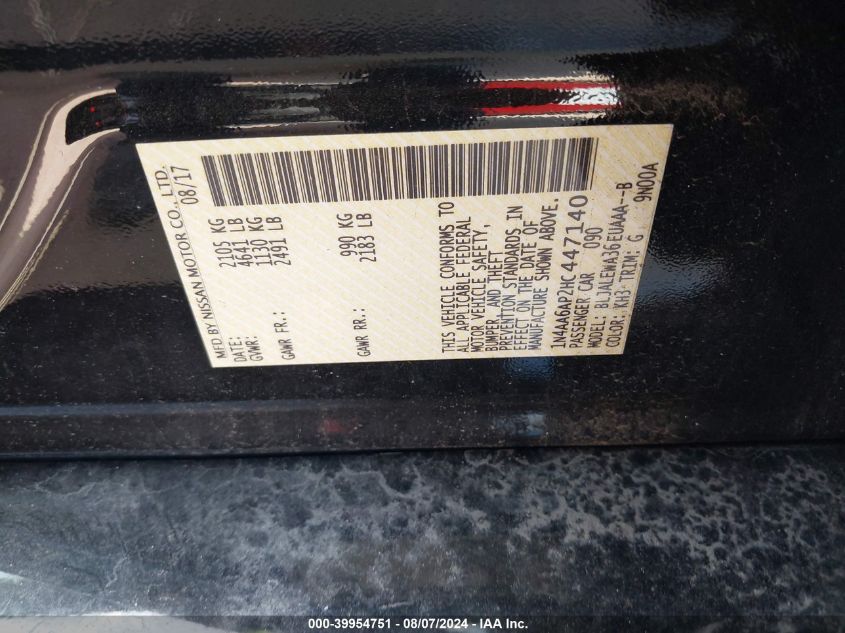 MFD BY NISSAN MOTOR CO., LTD.
DATE: 08/17
GVWR: 2105 KG
4641 LB
GAWR FR.: 1130 KG
2491 LB
GAWR RR.: 990 KG
2183 LB
THIS VEHICLE CONFORMS TO
ALL APPLICABLE FEDERAL
MOTOR VEHICLE SAFETY,
BUMPER, AND THEFT
PREVENTION STANDARDS IN
EFFECT ON THE DATE OF
MANUFACTURE SHOWN ABOVE.
1N4AA6AP2HC447140
PASSENGER CAR 090
MODEL: BLJALEWA36EUAAA--B
COLOR: KH3 TRIM: G 9N00A
000-39954751 - 08/07/2024 - IAA Inc.